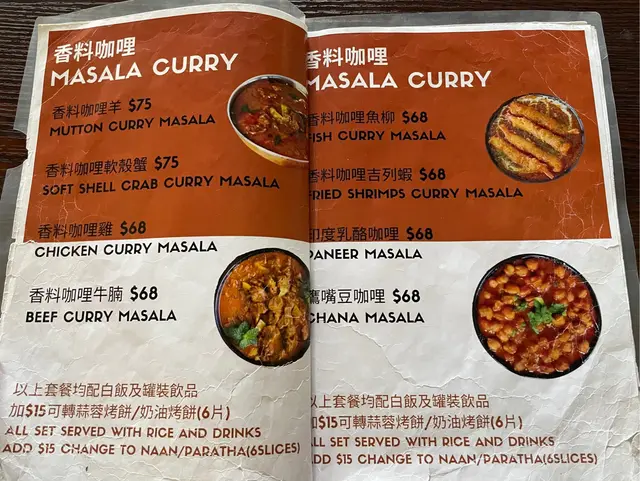 香料咖哩
MASALA CURRY
香料咖哩羊 $75
MUTTON CURRY MASALA
香料咖哩軟殼蟹 $75
SOFT SHELL CRAB CURRY MASALA
香料咖哩雞 $68
CHICKEN CURRY MASALA
香料咖哩牛腩 $68
BEEF CURRY MASALA
以上套餐均配白飯及罐裝飲品
加$15可轉蒜蓉烤餅/奶油烤餅(6片)
ALL SET SERVED WITH RICE AND DRINKS
ADD $15 CHANGE TO NAAN/PARATHA(6SLICES)
香料咖哩
MASALA CURRY
香料咖哩魚柳 $68
FISH CURRY MASALA
香料咖哩吉列蝦 $68
FRIED SHRIMPS CURRY MASALA
印度乳酪咖哩 $68
PANEER MASALA
鷹嘴豆咖哩 $68
CHANA MASALA
以上套餐均配白飯及罐裝飲品
加$15可轉蒜蓉烤餅/奶油烤餅(6片)
ALL SET SERVED WITH RICE AND DRINKS
ADD $15 CHANGE TO NAAN/PARATHA(6SLICES)